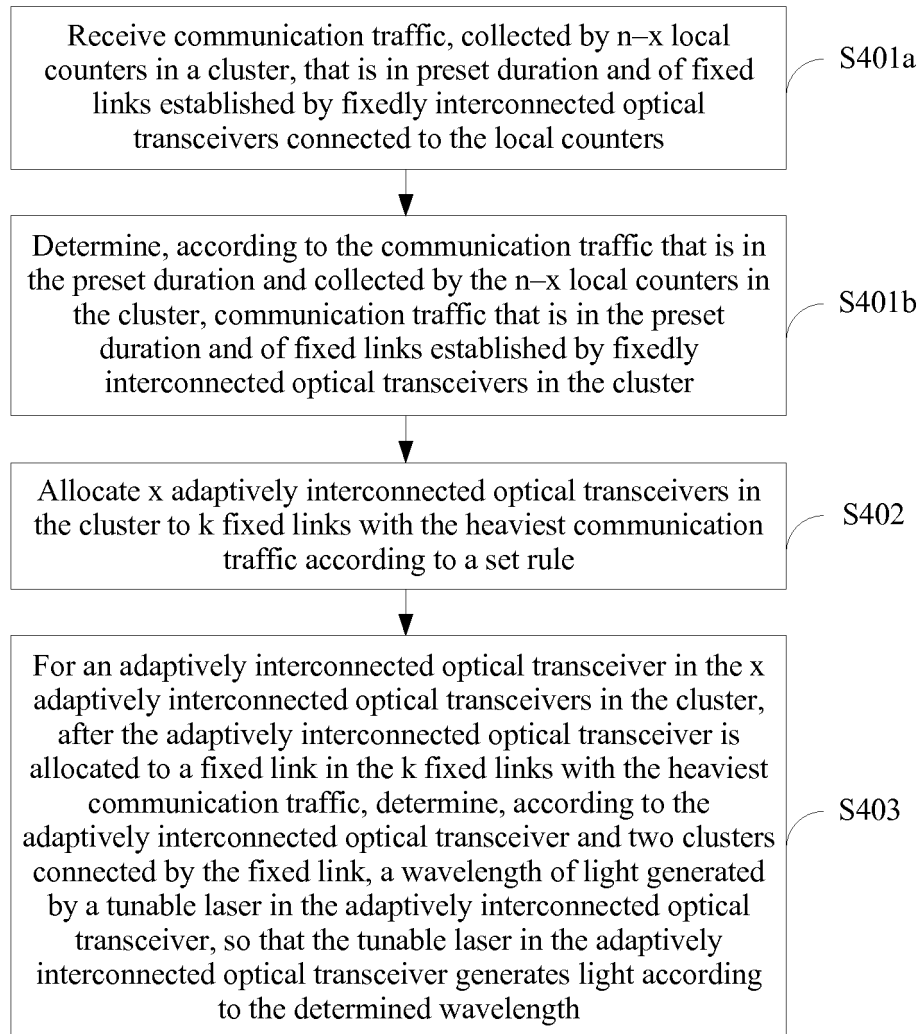 Receive communication traffic, collected by n–x local
counters in a cluster, that is in preset duration and of fixed
links established by fixedly interconnected optical
transceivers connected to the local counters
S401a
Determine, according to the communication traffic that is in
the preset duration and collected by the n–x local counters in
the cluster, communication traffic that is in the preset
duration and of fixed links established by fixedly
interconnected optical transceivers in the cluster
S401b
Allocate x adaptively interconnected optical transceivers in
the cluster to k fixed links with the heaviest communication
traffic according to a set rule
S402
For an adaptively interconnected optical transceiver in the x
adaptively interconnected optical transceivers in the cluster,
after the adaptively interconnected optical transceiver is
allocated to a fixed link in the k fixed links with the heaviest
communication traffic, determine, according to the
adaptively interconnected optical transceiver and two clusters
connected by the fixed link, a wavelength of light generated
by a tunable laser in the adaptively interconnected optical
transceiver, so that the tunable laser in the adaptively
interconnected optical transceiver generates light according
to the determined wavelength
S403